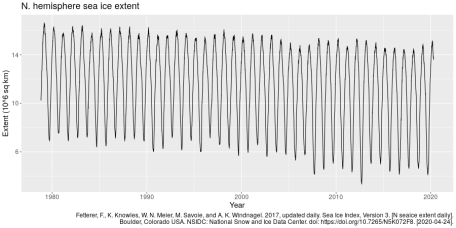 N. hemisphere sea ice extent
Extent (10^6 sq km)
14
10
6
1980
1990
2000
2010
2020
Year
Fetterer, F., K. Knowles, W. N. Meier, M. Savoie, and A. K. Windnagel. 2017, updated daily. Sea Ice Index, Version 3. [N seaice extent daily].
Boulder, Colorado USA. NSIDC: National Snow and Ice Data Center. doi: https://doi.org/10.7265/N5K072F8. [2020-04-24].